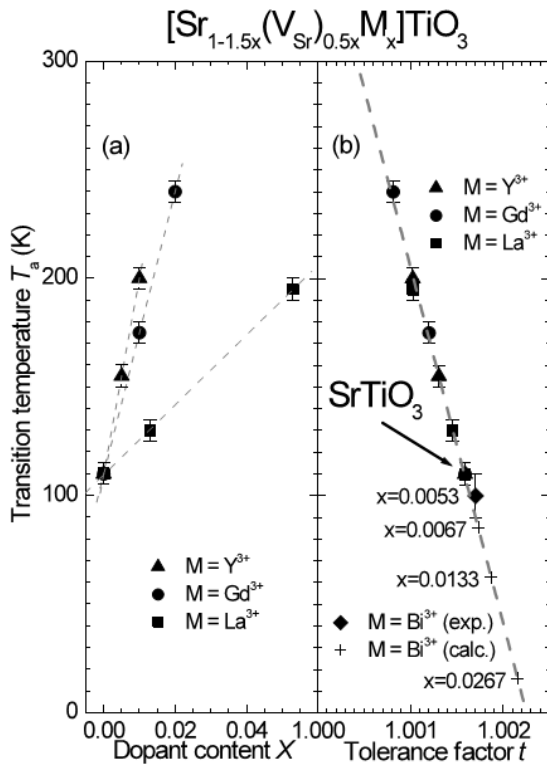 [Sr₁₋₁.₅ₓ(V_Sr)₀.₅ₓMₓ]TiO₃
Transition temperature Tₐ (K)
300
200
100
0
(a)
M = Y³⁺
M = Gd³⁺
M = La³⁺
0.00
0.02
0.04
Dopant content X
(b)
M = Y³⁺
M = Gd³⁺
M = La³⁺
SrTiO₃
x=0.0053
x=0.0067
x=0.0133
M = Bi³⁺ (exp.)
M = Bi³⁺ (calc.)
x=0.0267
1.000
1.001
1.002
Tolerance factor t